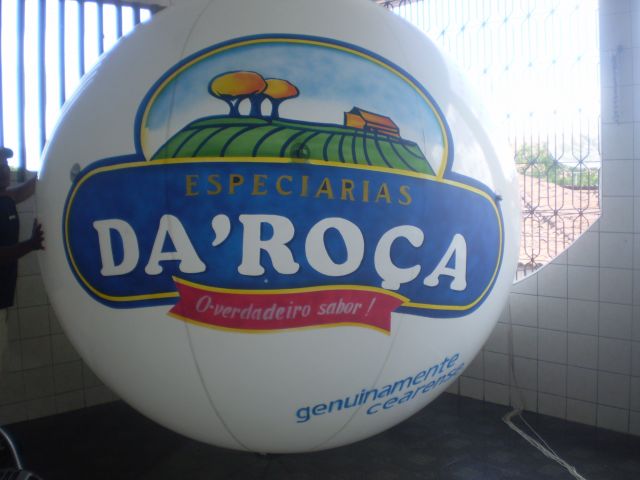 ESPECIARIAS
DA'ROÇA
O verdadeiro sabor!
genuinamente
cearense